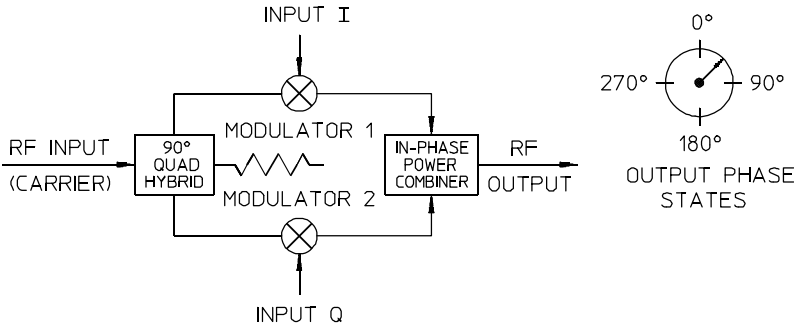 INPUT I
RF INPUT
(CARRIER)
90°
QUAD
HYBRID
MODULATOR 1
MODULATOR 2
IN-PHASE
POWER
COMBINER
RF
OUTPUT
INPUT Q
0°
270°
90°
180°
OUTPUT PHASE
STATES